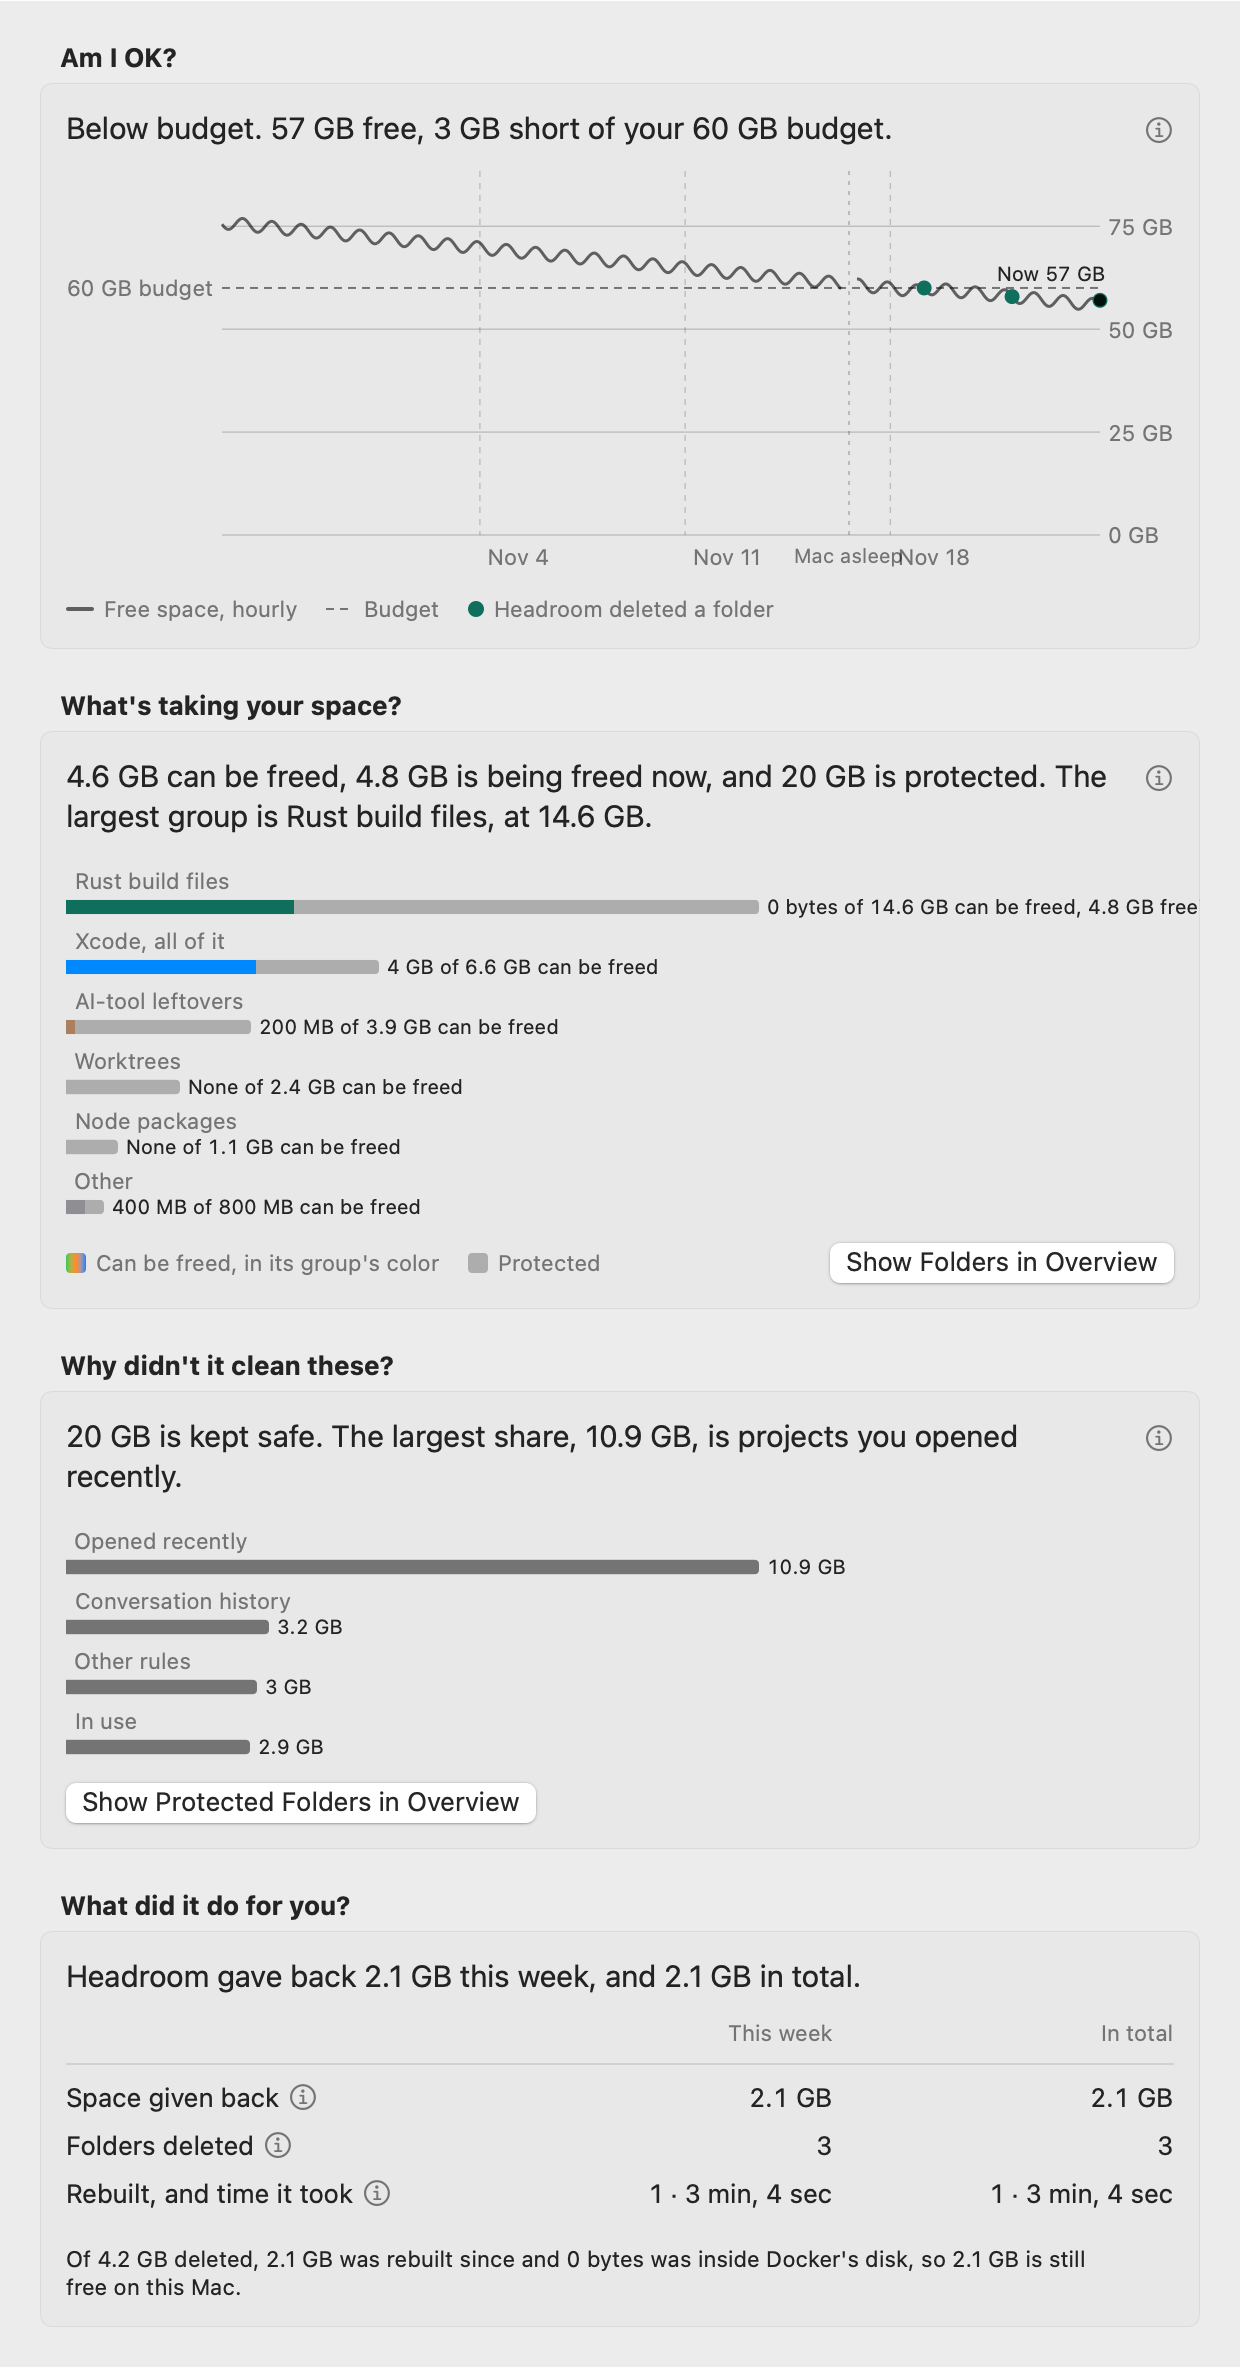 Am I OK?
Below budget. 57 GB free, 3 GB short of your 60 GB budget.
75 GB
Now 57 GB
60 GB budget
50 GB
25 GB
0 GB
Nov 4
Nov 11
Mac asleep
Nov 18
Free space, hourly
Budget
Headroom deleted a folder
What's taking your space?
4.6 GB can be freed, 4.8 GB is being freed now, and 20 GB is protected. The
largest group is Rust build files, at 14.6 GB.
Rust build files
0 bytes of 14.6 GB can be freed, 4.8 GB free
Xcode, all of it
4 GB of 6.6 GB can be freed
AI-tool leftovers
200 MB of 3.9 GB can be freed
Worktrees
None of 2.4 GB can be freed
Node packages
None of 1.1 GB can be freed
Other
400 MB of 800 MB can be freed
Can be freed, in its group's color
Protected
Show Folders in Overview
Why didn't it clean these?
20 GB is kept safe. The largest share, 10.9 GB, is projects you opened
recently.
Opened recently
10.9 GB
Conversation history
3.2 GB
Other rules
3 GB
In use
2.9 GB
Show Protected Folders in Overview
What did it do for you?
Headroom gave back 2.1 GB this week, and 2.1 GB in total.
This week In total
Space given back 2.1 GB 2.1 GB
Folders deleted 3 3
Rebuilt, and time it took 1 · 3 min, 4 sec 1 · 3 min, 4 sec
Of 4.2 GB deleted, 2.1 GB was rebuilt since and 0 bytes was inside Docker's disk, so 2.1 GB is still
free on this Mac.